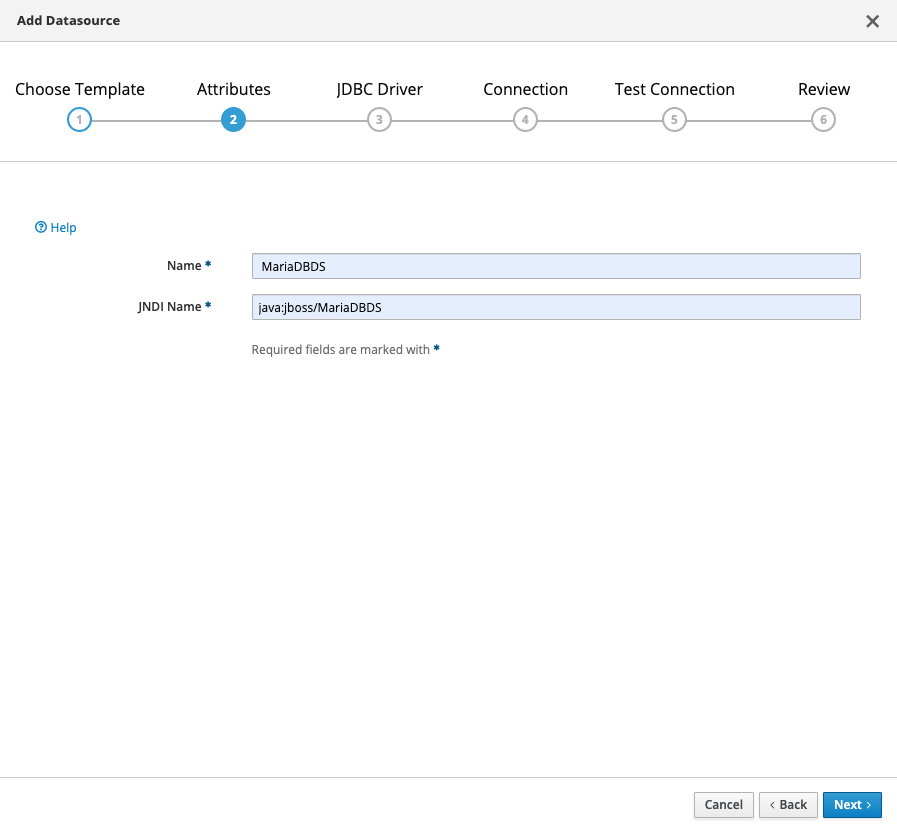 Add Datasource
Choose Template Attributes JDBC Driver Connection Test Connection Review
1 2 3 4 5 6
Help
Name *
MariaDBDS
JNDI Name *
java:jboss/MariaDBDS
Required fields are marked with *
Cancel < Back Next >